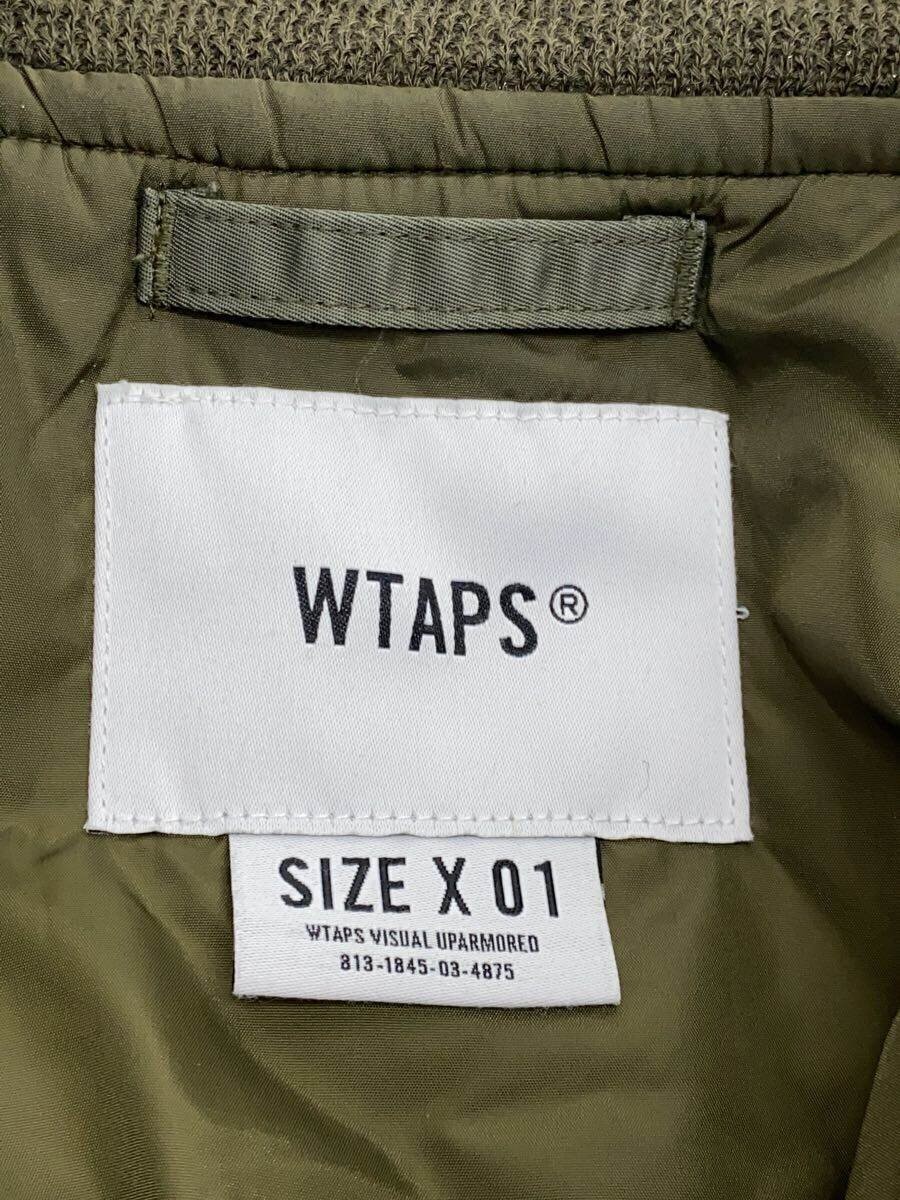 WTAPS®
SIZE X 01
WTAPS VISUAL UPARMORED
813-1845-03-4875